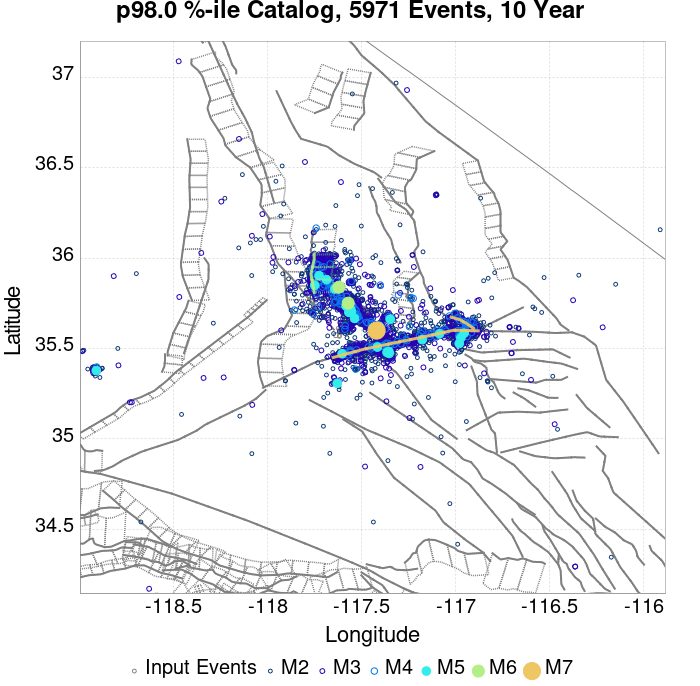 p98.0 %-ile Catalog, 5971 Events, 10 Year
37
36.5
36
35.5
35
34.5
Latitude
-118.5 -118 -117.5 -117 -116.5 -116
Longitude
Input Events M2 M3 M4 M5 M6 M7